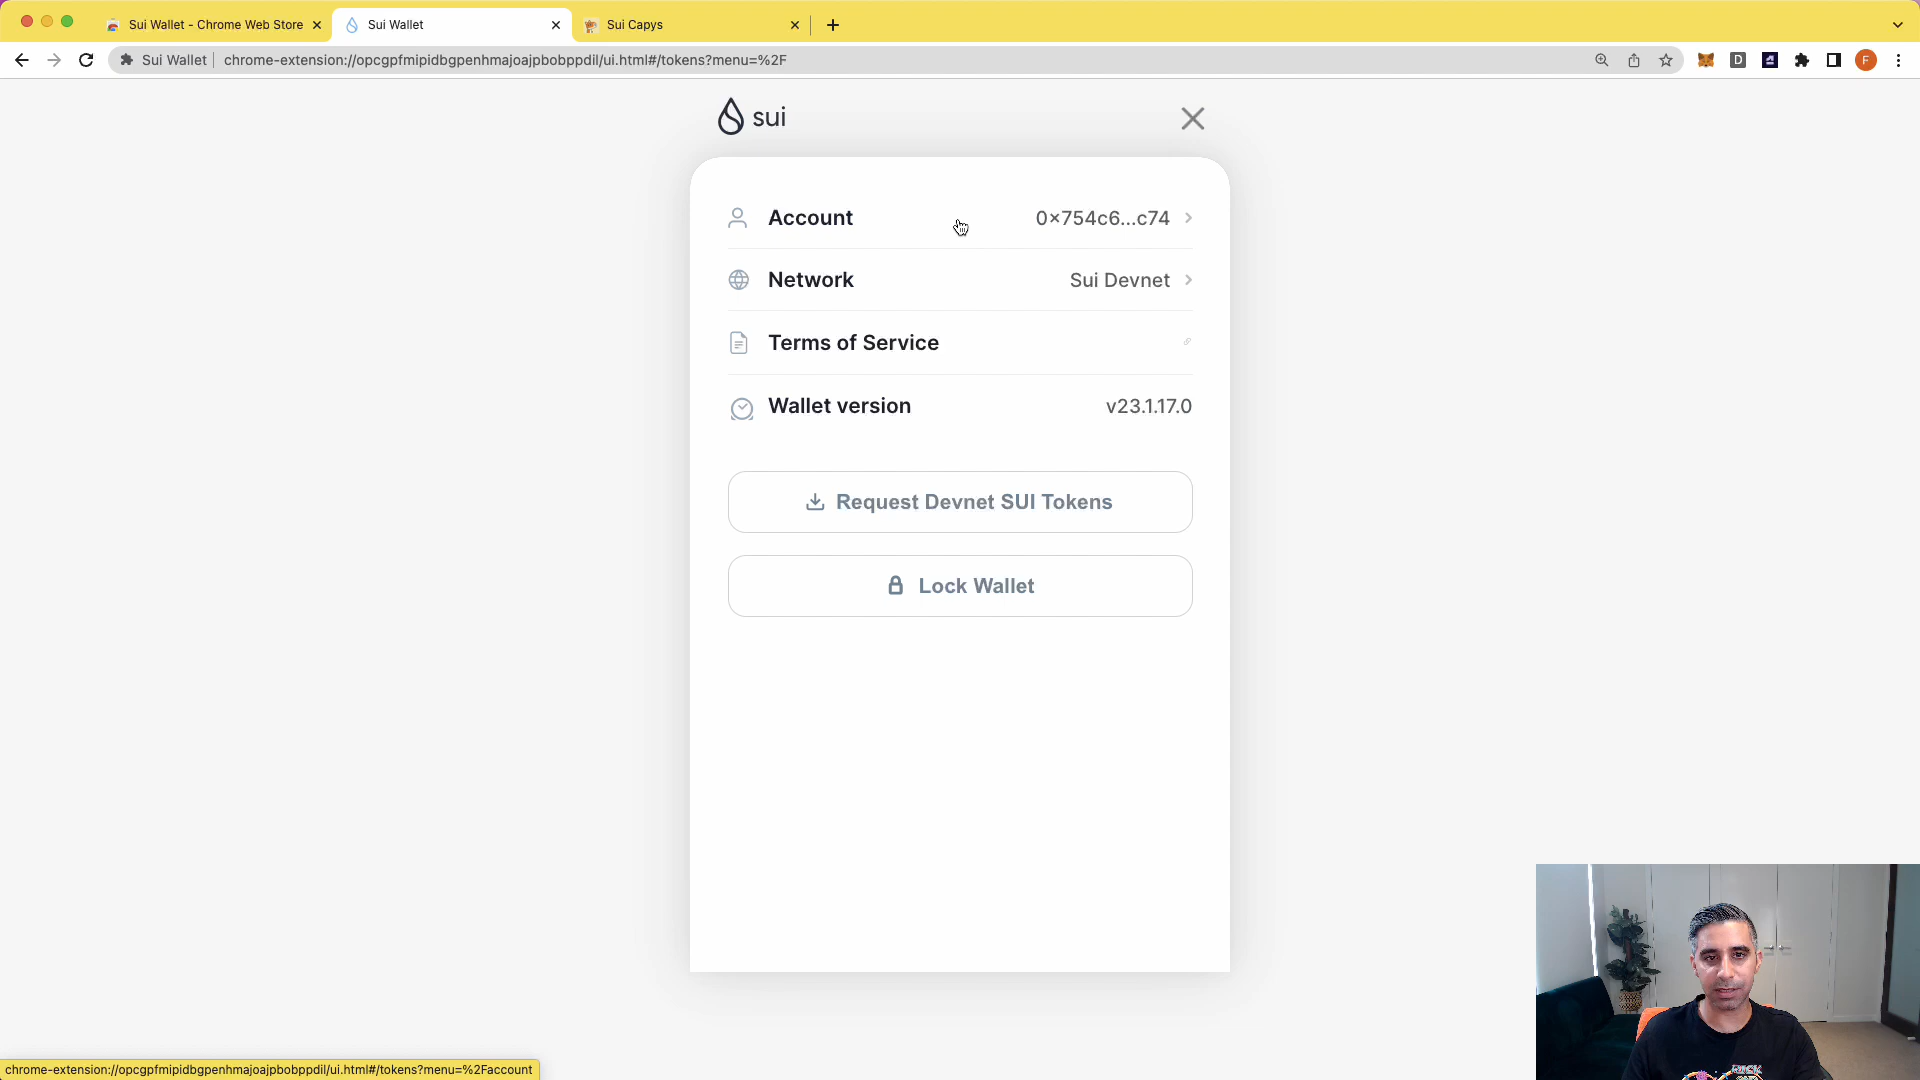 Sui Wallet - Chrome Web Store
Sui Wallet
Sui Capys
Sui Wallet
chrome-extension://opcgpfmipidbgpenhmajoajpbobppdil/ui.html#/tokens?menu=%2F
D
F
sui
Account
0×754c6...c74
Network
Sui Devnet
Terms of Service
Wallet version
v23.1.17.0
Request Devnet SUI Tokens
Lock Wallet
chrome-extension://opcgpfmipidbgpenhmajoajpbobppdil/ui.html#/tokens?menu=%2Faccount